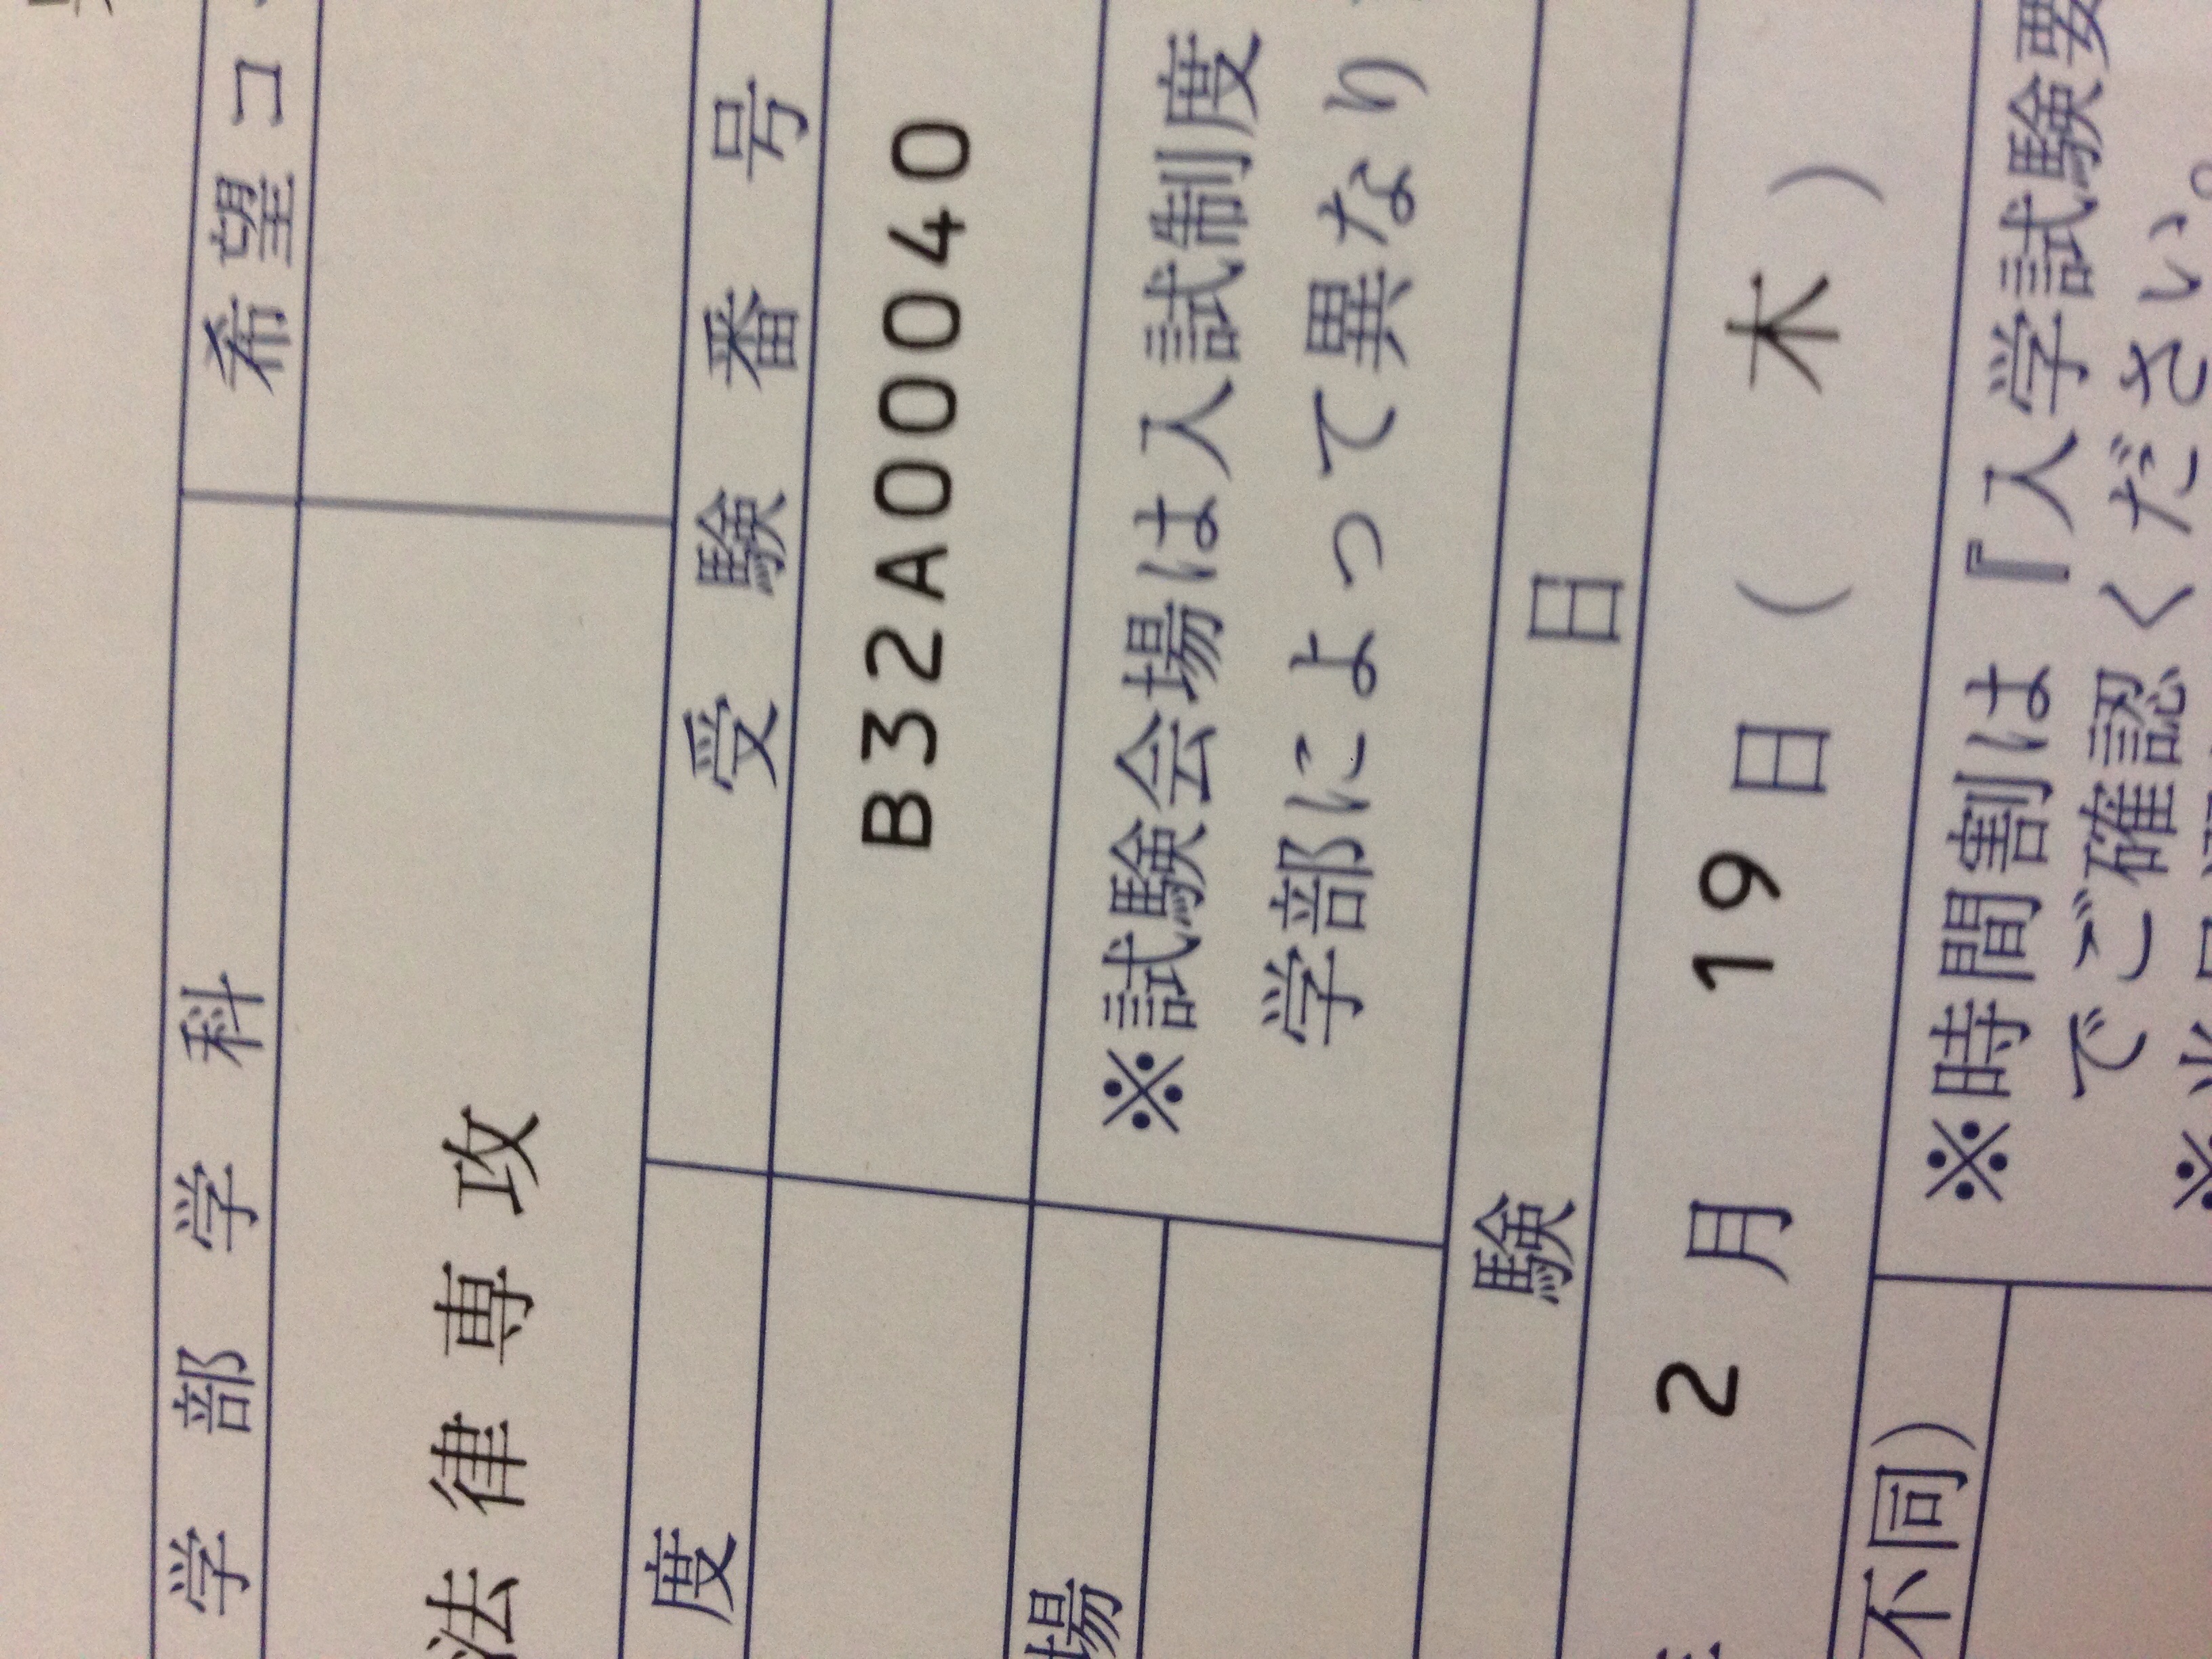 学部学科
希望コ
法律専攻
度
受験番号
B32A00040
場
※試験会場は入試制度
学部によって異なり
験 日
2月 19日(木)
不同)
※時間割は『入学試験要
でご確認ください。